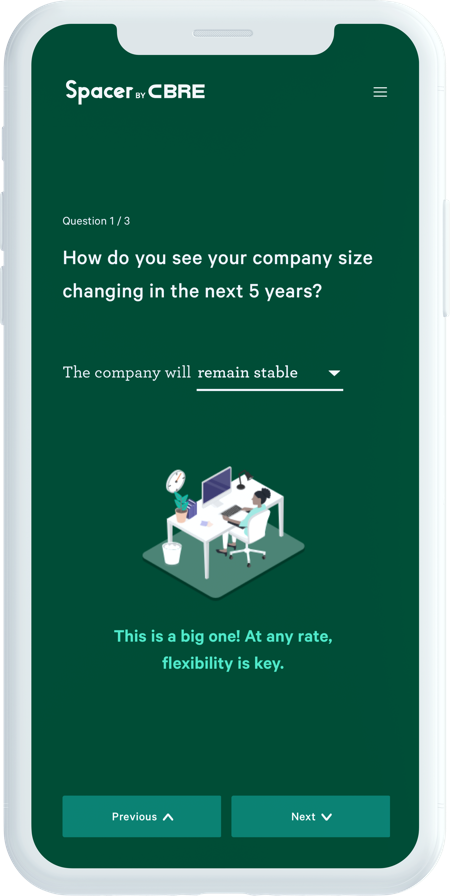 Spacer BY CBRE
Question 1 / 3
How do you see your company size
changing in the next 5 years?
The company will remain stable
This is a big one! At any rate,
flexibility is key.
Previous
Next